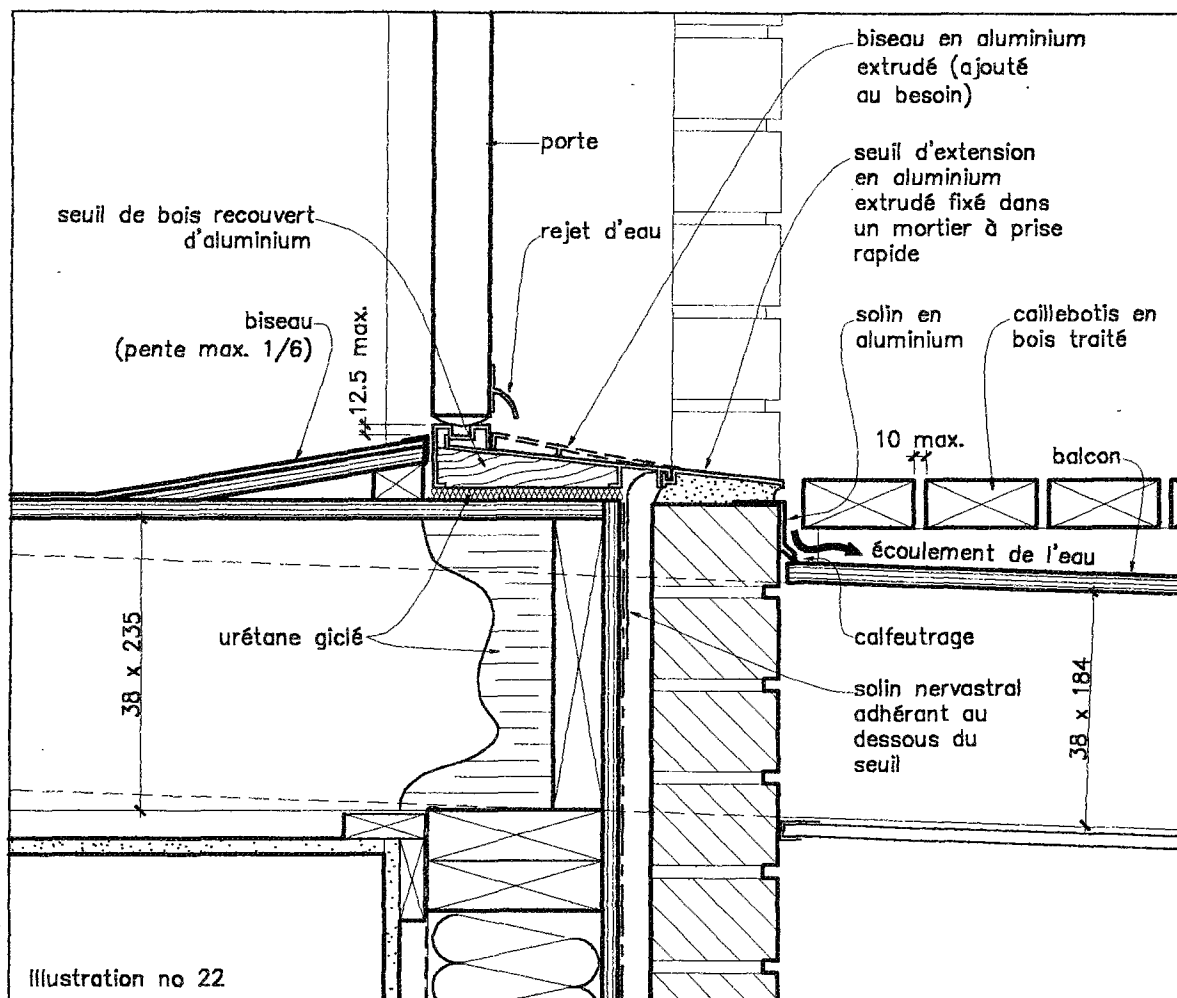 biseau en aluminium
extrudé (ajouté
au besoin)
porte
seuil d'extension
en aluminium
extrudé fixé dans
un mortier à prise
rapide
seuil de bois recouvert
d'aluminium
rejet d'eau
biseau
(pente max. 1/6)
12.5 max.
solin en
aluminium
caillebotis en
bois traité
10 max.
balcon
écoulement de l'eau
urétane giclé
38 x 235
calfeutrage
solin nervastral
adhérant au
dessous du
seuil
38 x 184
Illustration no 22